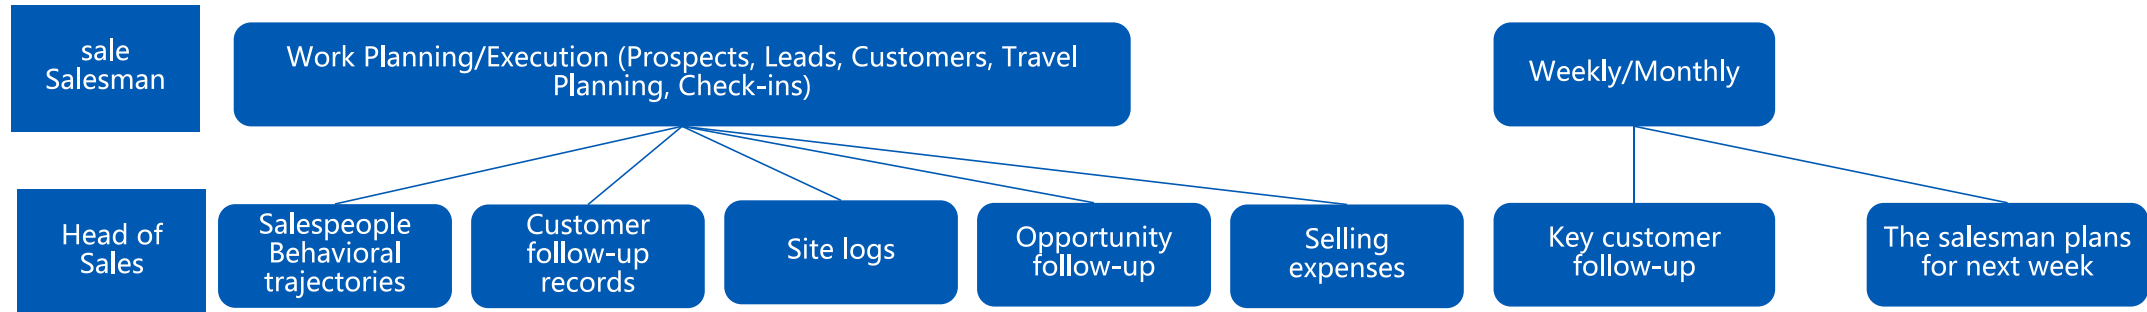 sale
Salesman
Work Planning/Execution (Prospects, Leads, Customers, Travel
Planning, Check-ins)
Weekly/Monthly
Head of
Sales
Salespeople
Behavioral
trajectories
Customer
follow-up
records
Site logs
Opportunity
follow-up
Selling
expenses
Key customer
follow-up
The salesman plans
for next week